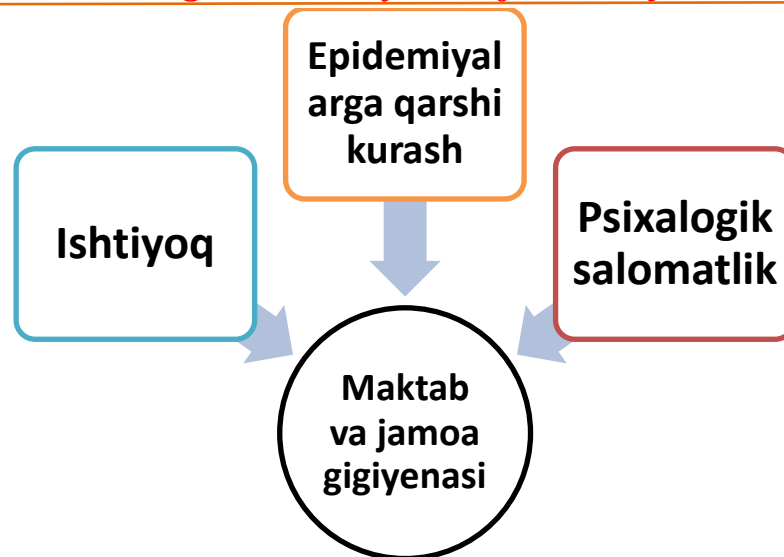 Epidemiyal
arga qarshi
kurash
Ishtiyoq
Psixalogik
salomatlik
Maktab
va jamoa
gigiyenasi